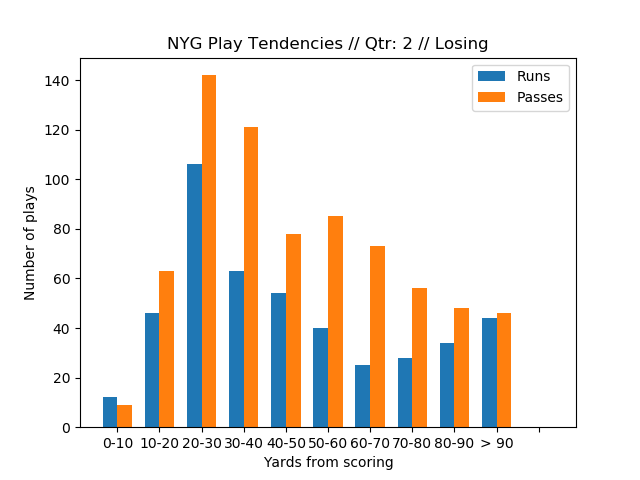 NYG Play Tendencies // Qtr: 2 // Losing
Runs
Passes
Number of plays
140
120
100
80
60
40
20
0
0-10 10-20 20-30 30-40 40-50 50-60 60-70 70-80 80-90 > 90
Yards from scoring